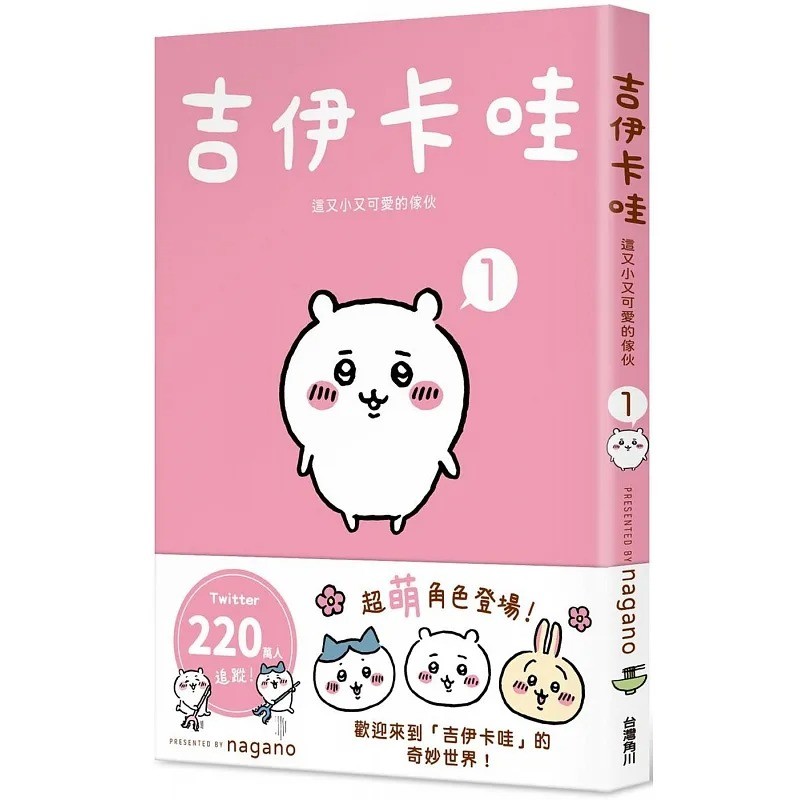 吉伊卡哇
這又小又可愛的傢伙
1
Twitter
220萬人
追蹤!
PRESENTED BY nagano
超萌角色登場!
歡迎來到「吉伊卡哇」的
奇妙世界!
吉伊卡哇
這又小又可愛的傢伙
1
PRESENTED BY nagano
台灣角川